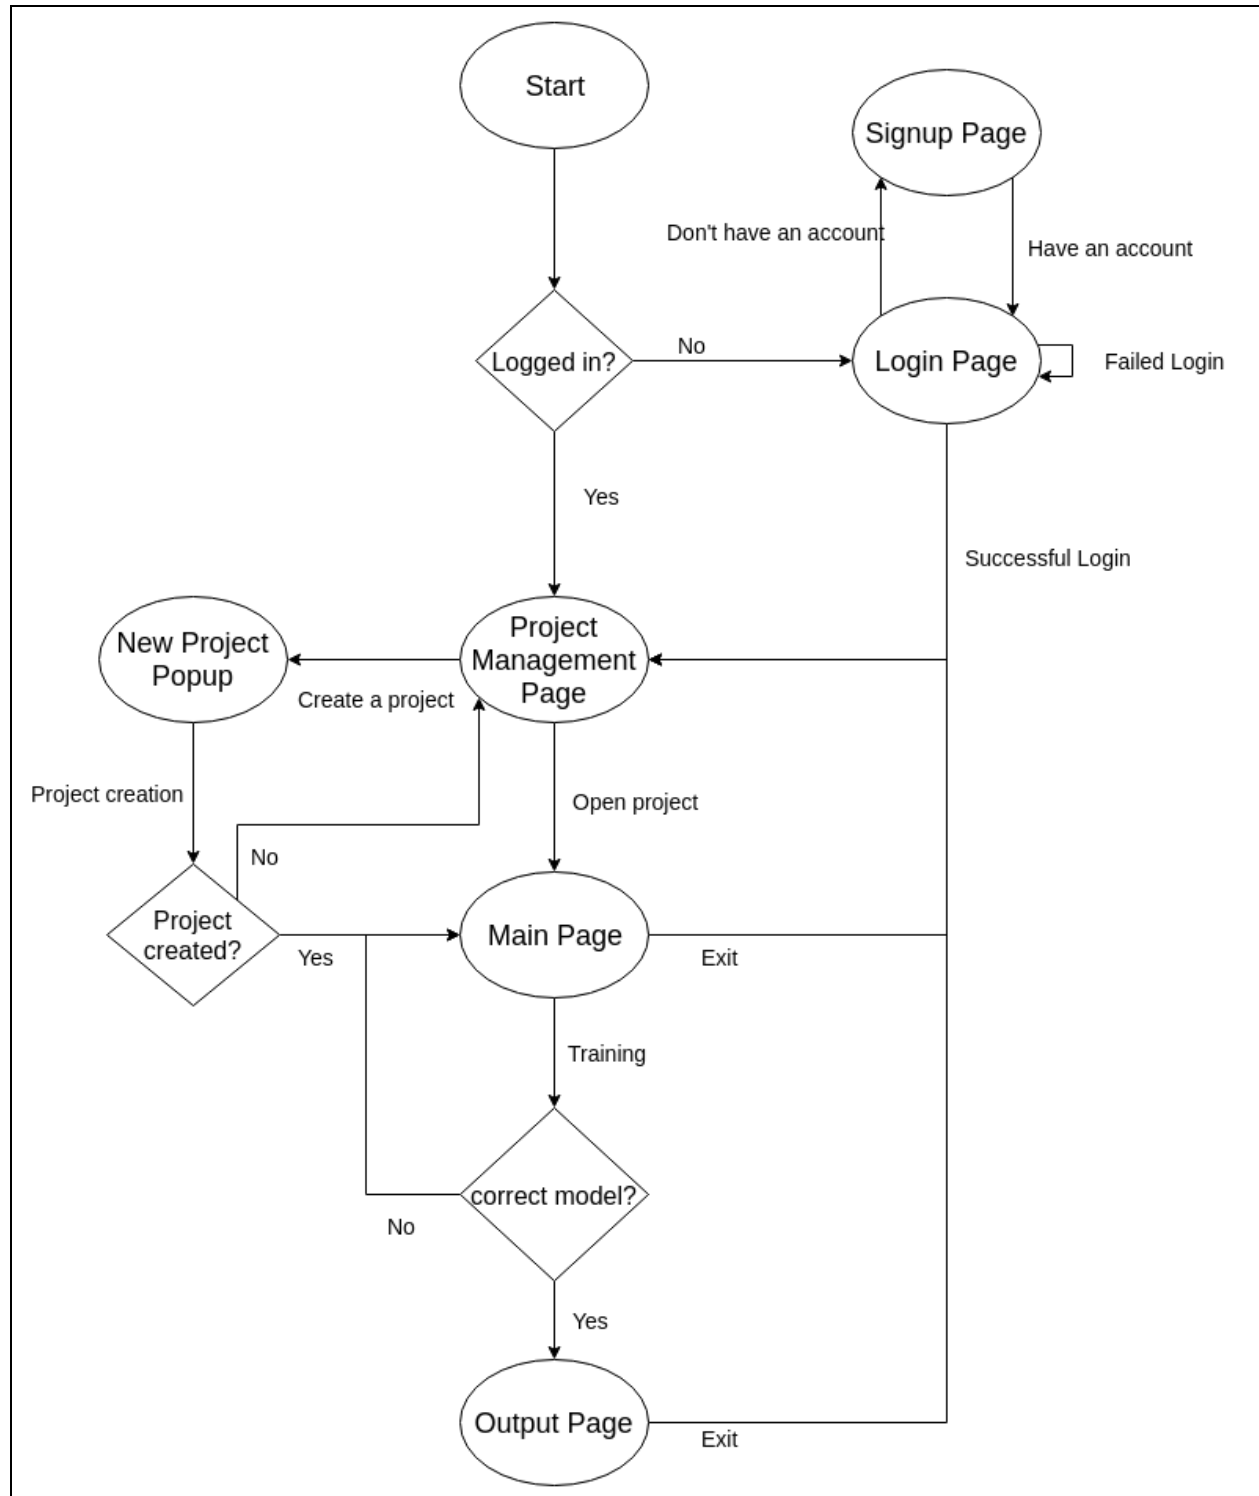 Start
Signup Page
Don't have an account
Have an account
Logged in?
No
Login Page
Failed Login
Yes
Successful Login
New Project
Popup
Project
Management
Page
Create a project
Project creation
Open project
No
Project
created?
Yes
Main Page
Exit
Training
correct model?
No
Yes
Output Page
Exit